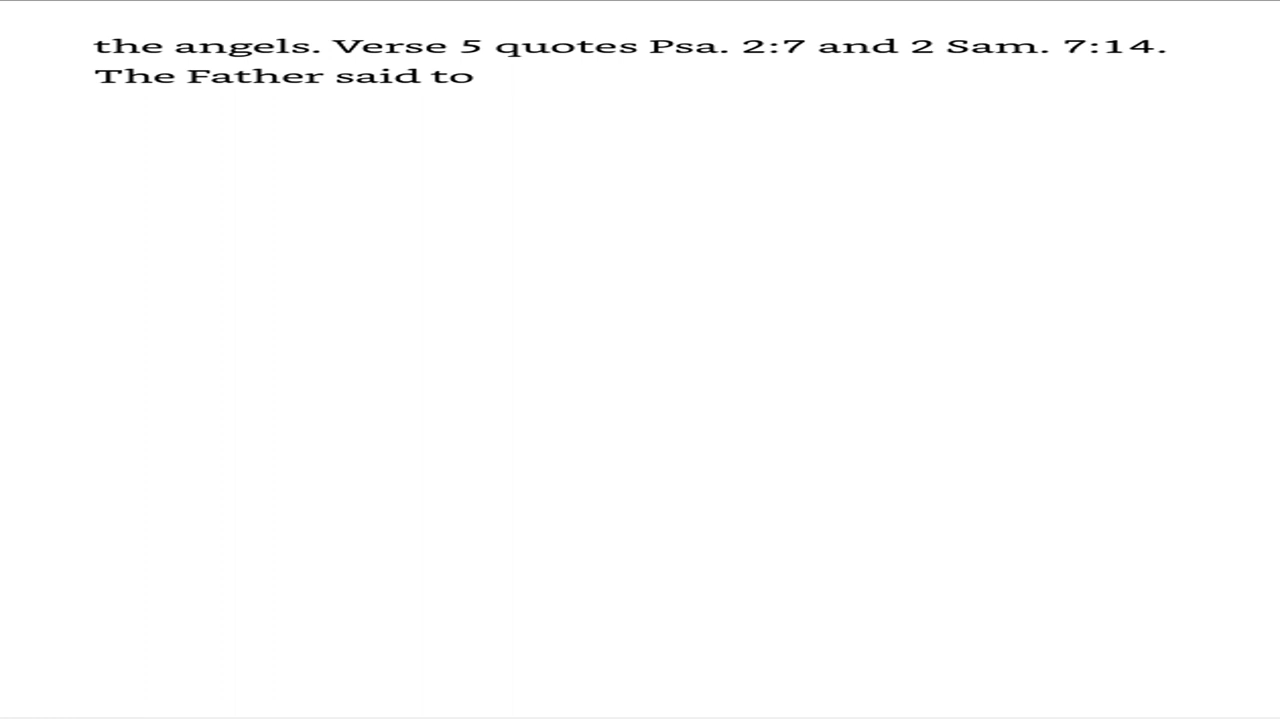 the angels. Verse 5 quotes Psa. 2:7 and 2 Sam. 7:14.
The Father said to